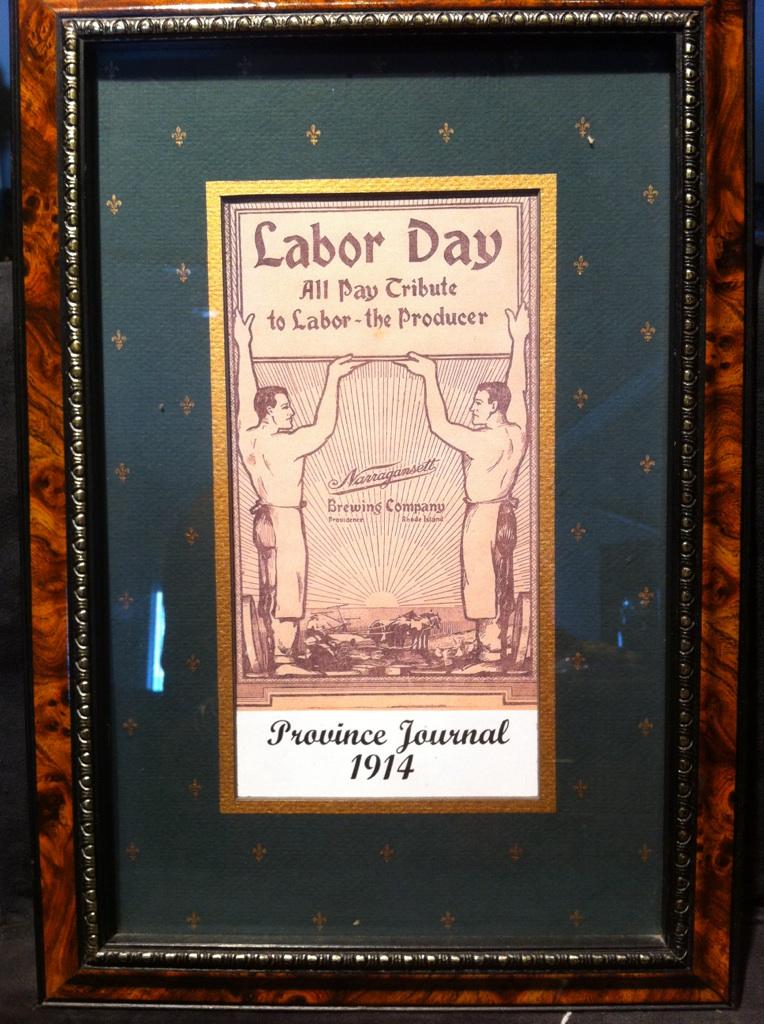 Labor Day
All Pay Tribute
to Labor-the Producer
Narragansett
Brewing Company
Providence Rhode Island
Province Journal
1914